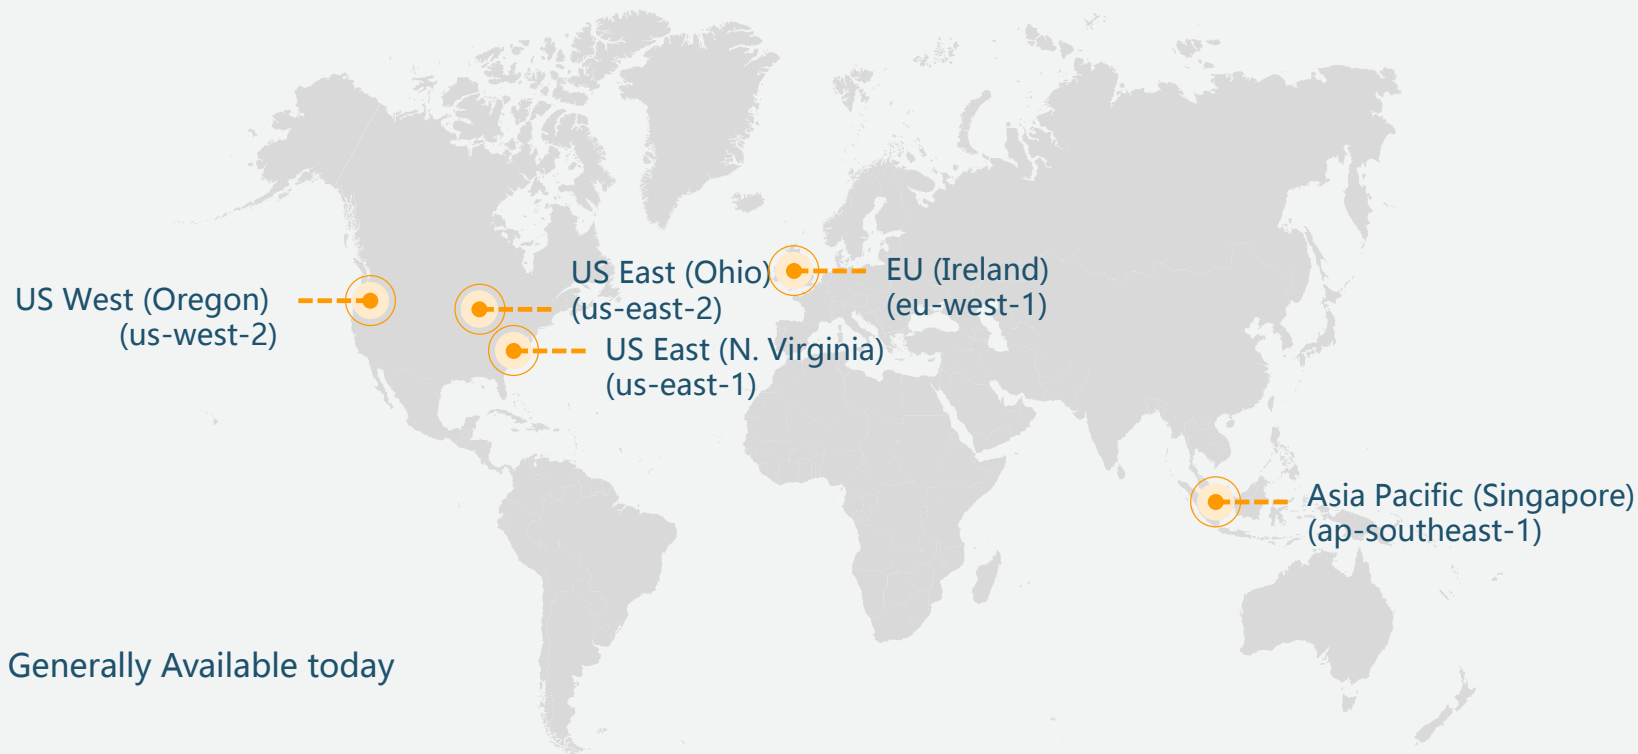 US West (Oregon)
(us-west-2)
US East (Ohio)
(us-east-2)
US East (N. Virginia)
(us-east-1)
EU (Ireland)
(eu-west-1)
Asia Pacific (Singapore)
(ap-southeast-1)
Generally Available today